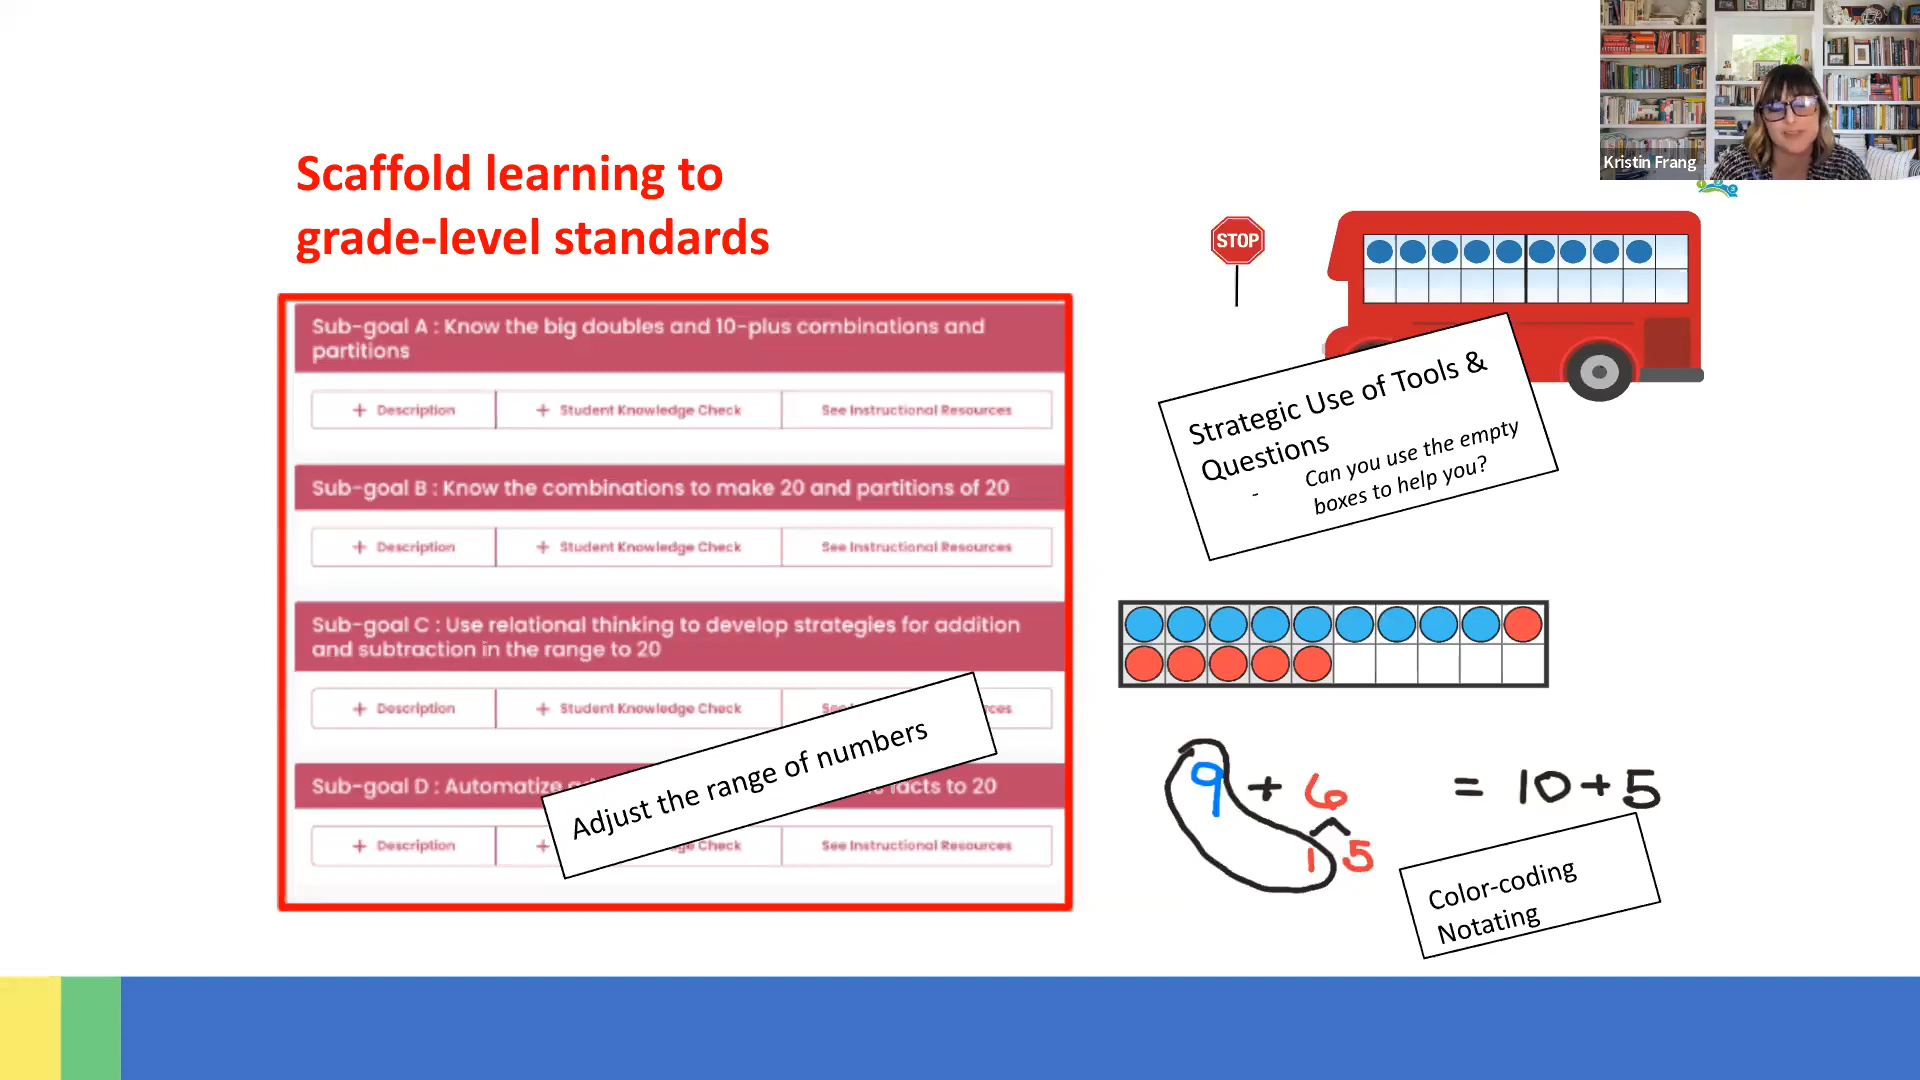 Kristin Frang
Scaffold learning to
grade-level standards
STOP
Sub-goal A : Know the big doubles and 10-plus combinations and
partitions
+ Description
+ Student Knowledge Check
See Instructional Resources
Sub-goal B : Know the combinations to make 20 and partitions of 20
+ Description
+ Student Knowledge Check
See Instructional Resources
Sub-goal C : Use relational thinking to develop strategies for addition
and subtraction in the range to 20
+ Description
+ Student Knowledge Check
Sub-goal D : Automatize
facts to 20
+ Description
+
Check
See Instructional Resources
Adjust the range of numbers
Strategic Use of Tools &
Questions
- Can you use the empty
boxes to help you?
9 + 6 = 10 + 5
1 5
Color-coding
Notating